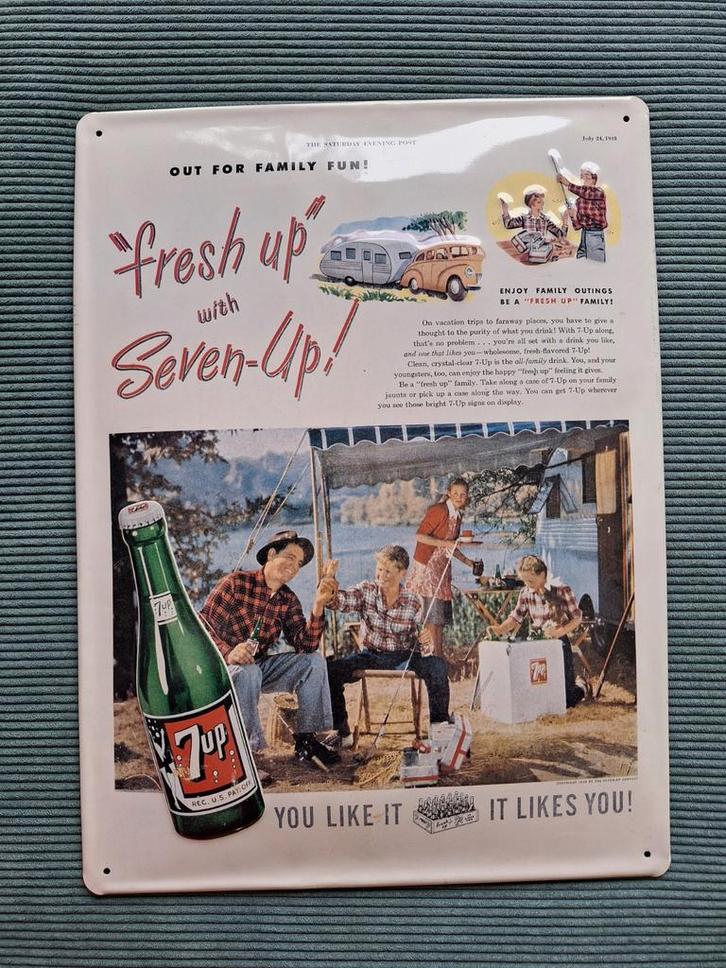 THE SATURDAY EVENING POST
July 24, 1948
OUT FOR FAMILY FUN!
"fresh up"
with
Seven-Up!
ENJOY FAMILY OUTINGS
BE A "FRESH UP" FAMILY!
On vacation trips to faraway places, you have to give a
thought to the purity of what you drink! With 7-Up along,
that's no problem . . . you're all set with a drink you like,
and one that likes you—wholesome, fresh-flavored 7-Up!
Clean, crystal-clear 7-Up is the all-family drink. You, and your
youngsters, too, can enjoy the happy "fresh up" feeling it gives.
Be a "fresh up" family. Take along a case of 7-Up on your family
jaunts or pick up a case along the way. You can get 7-Up wherever
you see those bright 7-Up signs on display.
7up
7up
7up
REC. U.S. PAT. OFF.
YOU LIKE IT
IT LIKES YOU!